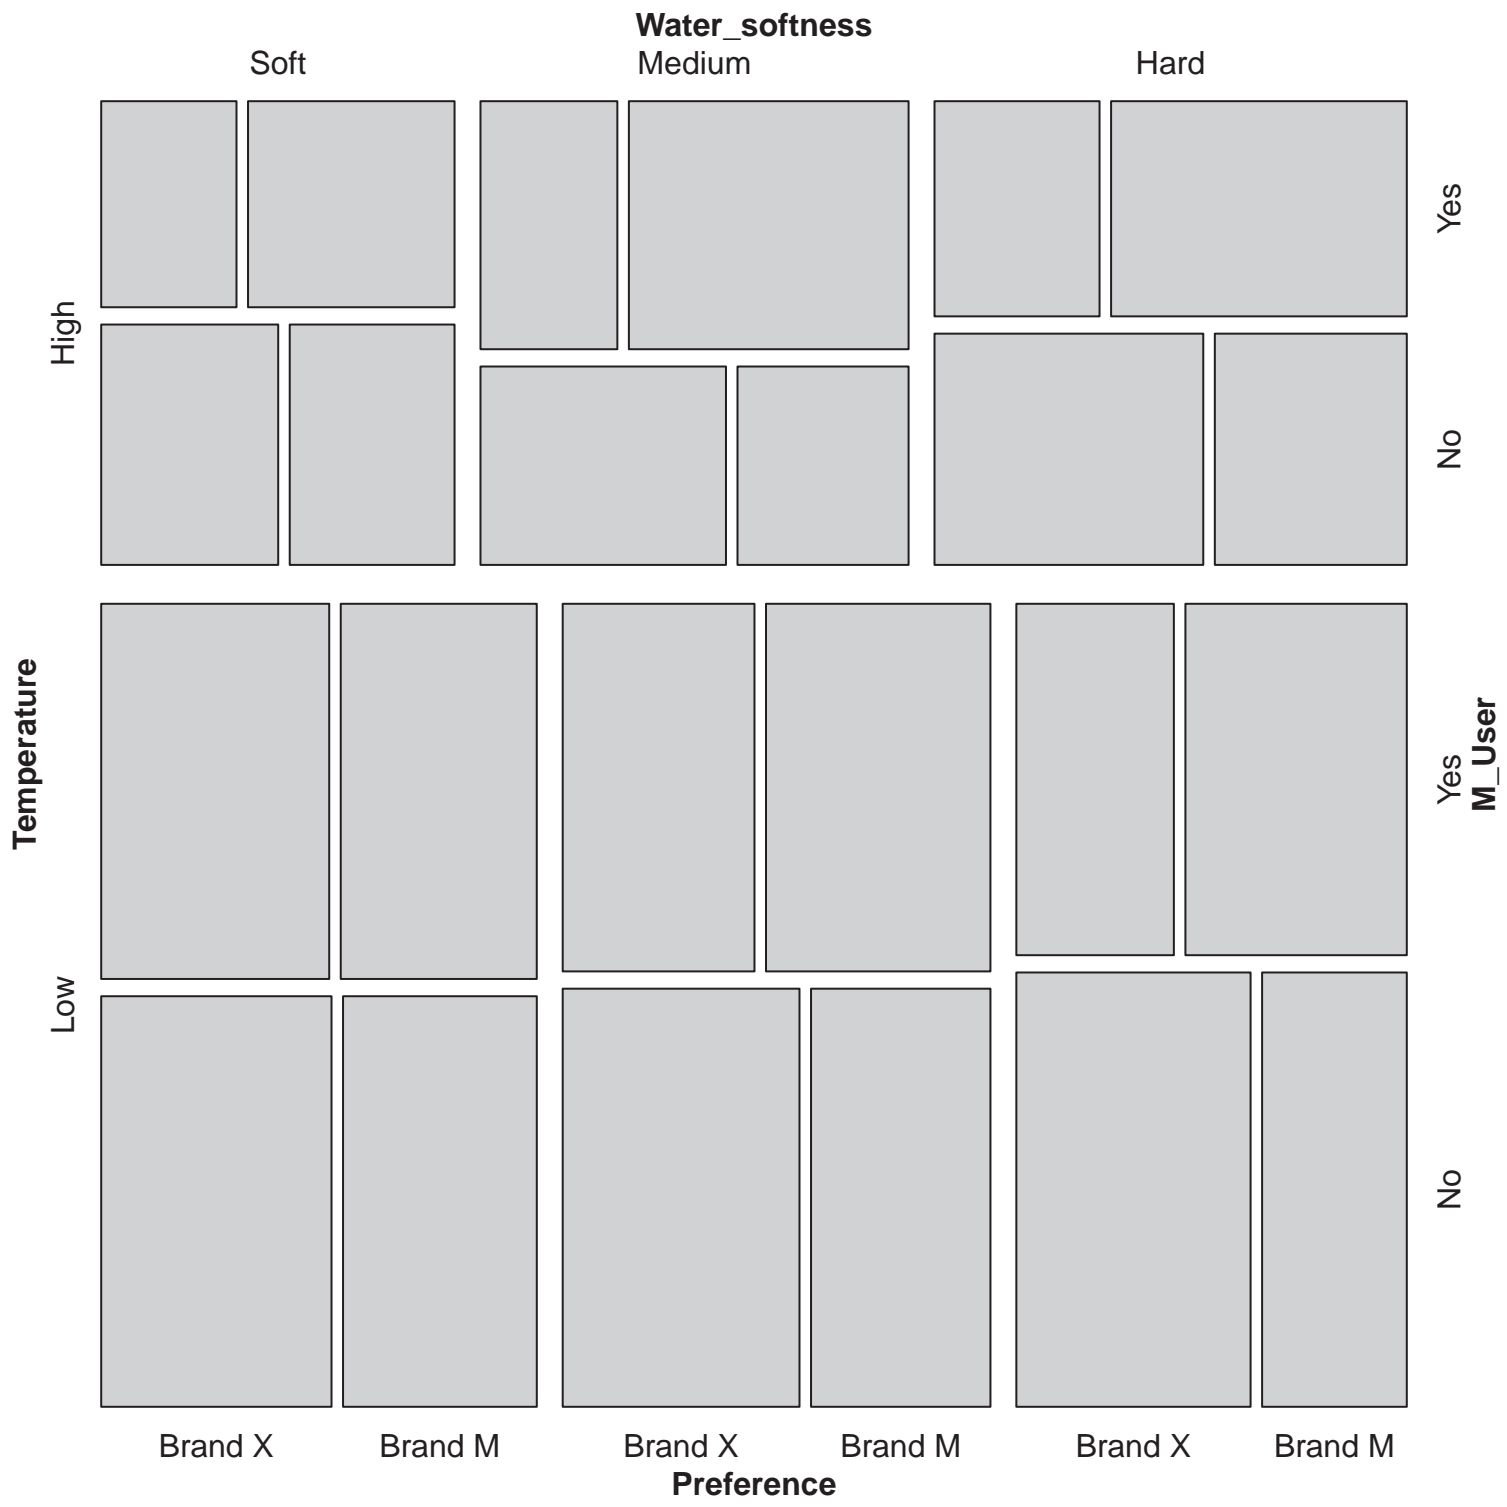 Water_softness
Soft Medium Hard
Temperature
High
Low
Yes
No
Yes
No
M_User
Brand X Brand M Brand X Brand M Brand X Brand M
Preference